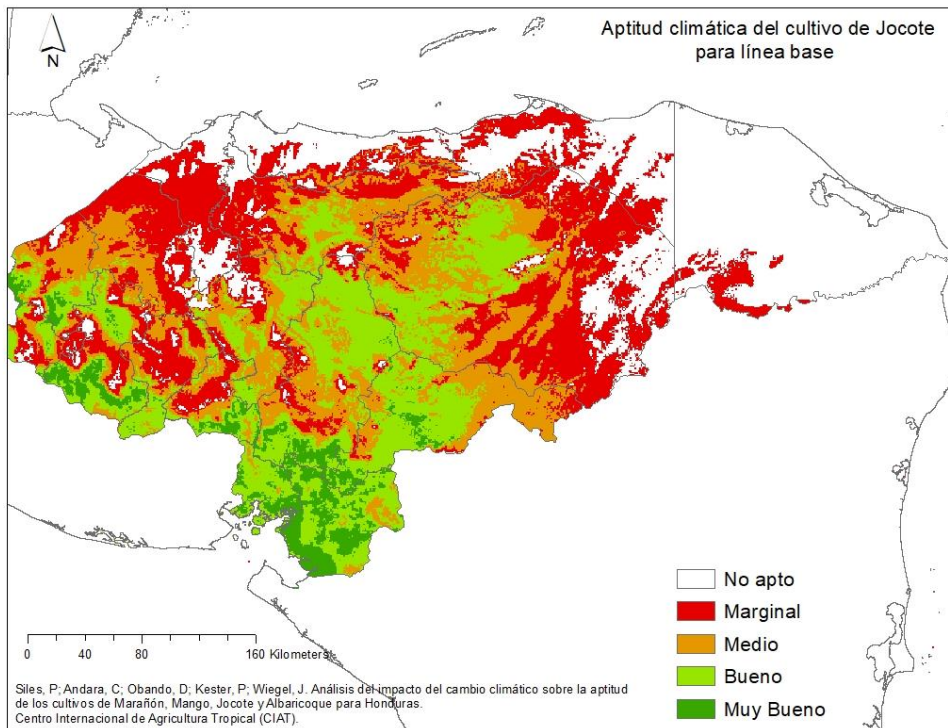 Aptitud climática del cultivo de Jocote
para línea base
N
No apto
Marginal
Medio
Bueno
Muy Bueno
0 40 80 160 Kilometers
Siles, P; Andara, C; Obando, D; Kester, P; Wiegel, J. Análisis del impacto del cambio climático sobre la aptitud
de los cultivos de Marañón, Mango, Jocote y Albaricoque para Honduras.
Centro Internacional de Agricultura Tropical (CIAT).